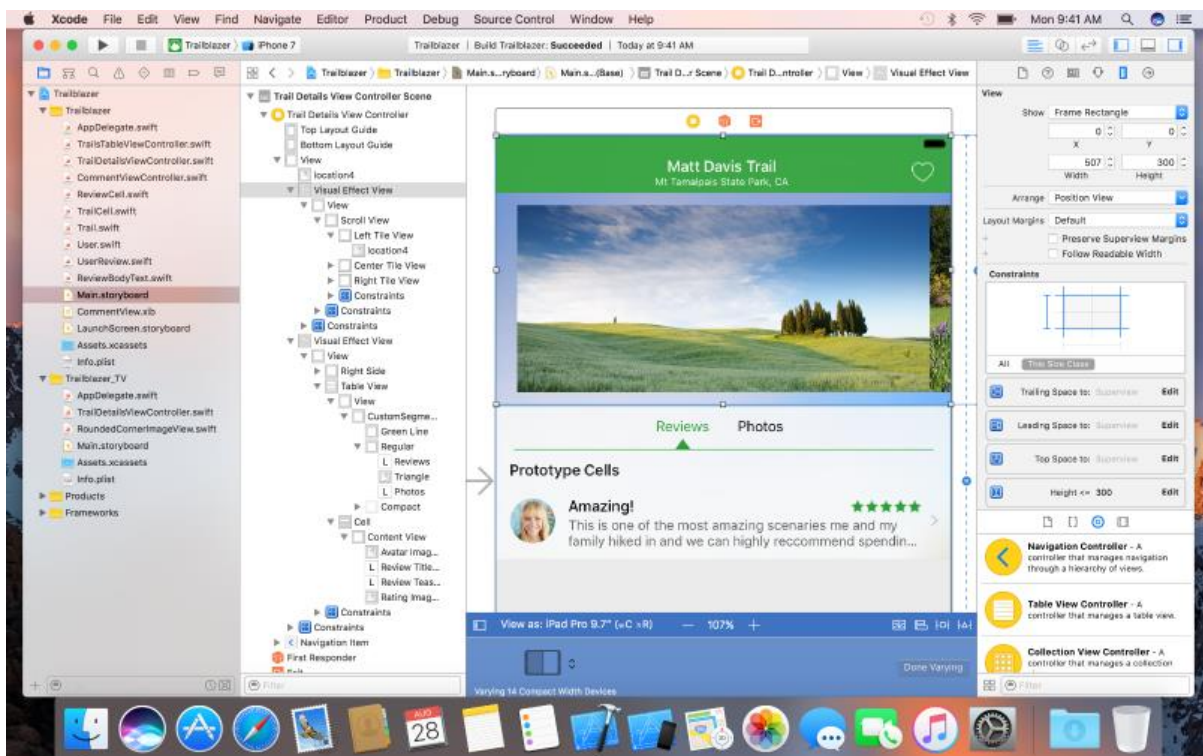 Xcode File Edit View Find Navigate Editor Product Debug Source Control Window Help Mon 9:41 AM
Trailblazer iPhone 7 Trailblazer | Build Trailblazer: Succeeded | Today at 9:41 AM
Trailblazer Trailblazer Main.s...ryboard Main.s...(Base) Trail D...r Scene Trail D...ntroller View Visual Effect View
Trailblazer
Trailblazer
AppDelegate.swift
TrailsTableViewController.swift
TrailDetailsViewController.swift
CommentViewController.swift
ReviewCell.swift
TrailCell.swift
Trail.swift
User.swift
UserReview.swift
ReviewBodyText.swift
Main.storyboard
CommentView.xib
LaunchScreen.storyboard
Assets.xcassets
Info.plist
Trailblazer_TV
AppDelegate.swift
TrailDetailsViewController.swift
RoundedCornerImageView.swift
Main.storyboard
Assets.xcassets
Info.plist
Products
Frameworks
Trail Details View Controller Scene
Trail Details View Controller
Top Layout Guide
Bottom Layout Guide
View
location4
Visual Effect View
View
Scroll View
Left Tile View
location4
Center Tile View
Right Tile View
Constraints
Constraints
Constraints
Visual Effect View
View
Right Side
Table View
View
CustomSegme...
Green Line
Regular
L Reviews
Triangle
L Photos
Compact
Cell
Content View
Avatar Imag...
L Review Title...
L Review Teas...
Rating Imag...
Constraints
Constraints
Navigation Item
First Responder
Exit
Filter
Matt Davis Trail
Mt Tamalpais State Park, CA
Reviews Photos
Prototype Cells
Amazing!
This is one of the most amazing scenaries me and my
family hiked in and we can highly reccommend spendin...
View as: iPad Pro 9.7" (wC hR) — 107% +
Done Varying
Varying 14 Compact Width Devices
View
Show Frame Rectangle
0 0
X Y
507 300
Width Height
Arrange Position View
Layout Margins Default
Preserve Superview Margins
Follow Readable Width
Constraints
All This Size Class
Trailing Space to: Superview Edit
Leading Space to: Superview Edit
Top Space to: Superview Edit
Height <= 300 Edit
Navigation Controller - A
controller that manages navigation
through a hierarchy of views.
Table View Controller - A
controller that manages a table view.
Collection View Controller - A
controller that manages a collection
Filter
AUG
28